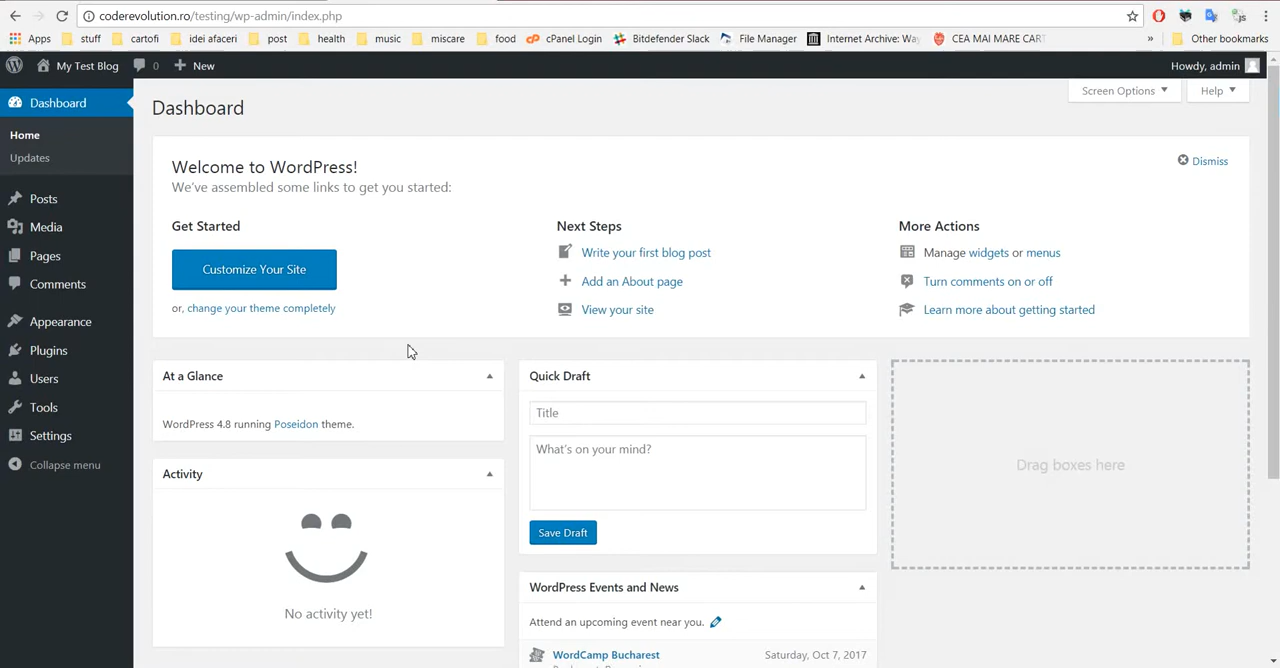 coderevolution.ro/testing/wp-admin/index.php
Apps stuff cartofi idei afaceri post health music miscare food cPanel Login Bitdefender Slack File Manager Internet Archive: Way CEA MAI MARE CART » Other bookmarks
My Test Blog 0 New Howdy, admin
Dashboard
Home
Updates
Posts
Media
Pages
Comments
Appearance
Plugins
Users
Tools
Settings
Collapse menu
Screen Options Help
Dashboard
Welcome to WordPress!
Dismiss
We've assembled some links to get you started:
Get Started
Customize Your Site
or, change your theme completely
Next Steps
Write your first blog post
Add an About page
View your site
More Actions
Manage widgets or menus
Turn comments on or off
Learn more about getting started
At a Glance
WordPress 4.8 running Poseidon theme.
Activity
No activity yet!
Quick Draft
Title
What's on your mind?
Save Draft
WordPress Events and News
Attend an upcoming event near you.
WordCamp Bucharest Saturday, Oct 7, 2017
Drag boxes here